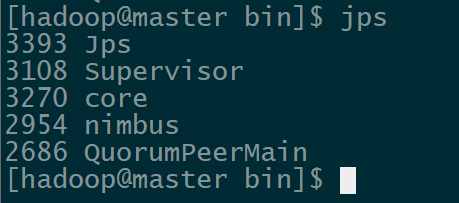 [hadoop@master bin]$ jps
3393 Jps
3108 Supervisor
3270 core
2954 nimbus
2686 QuorumPeerMain
[hadoop@master bin]$